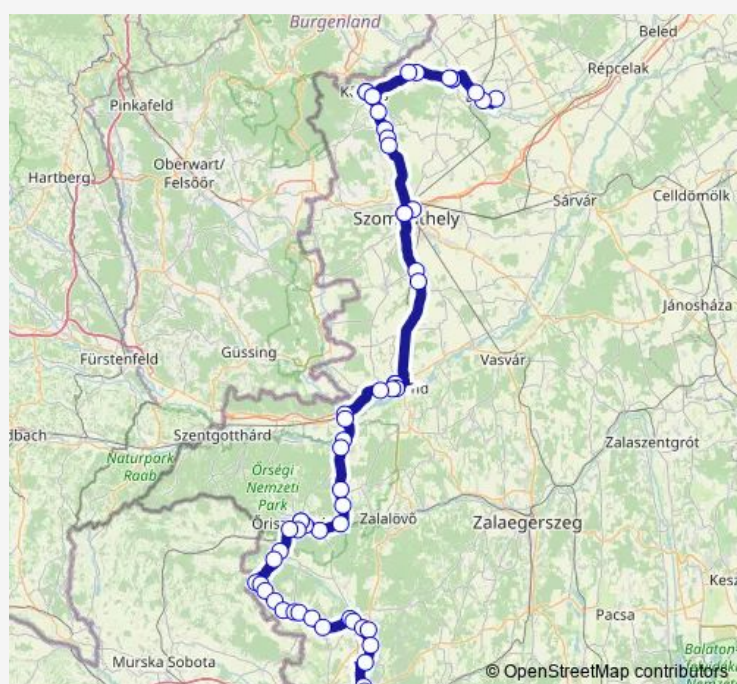 Burgenland
Beled
Répcelak
Pinkafeld
Oberwart/
Felsőőr
Hartberg
Sárvár
Celldömölk
Jánosháza
Güssing
Fürstenfeld
Vasvár
Szentgotthárd
Zalaszentgrót
Naturpark
Raab
Őrségi
Nemzeti
Park
Zalalövő
Zalaegerszeg
Pacsa
Murska Sobota
© OpenStreetMap contributors